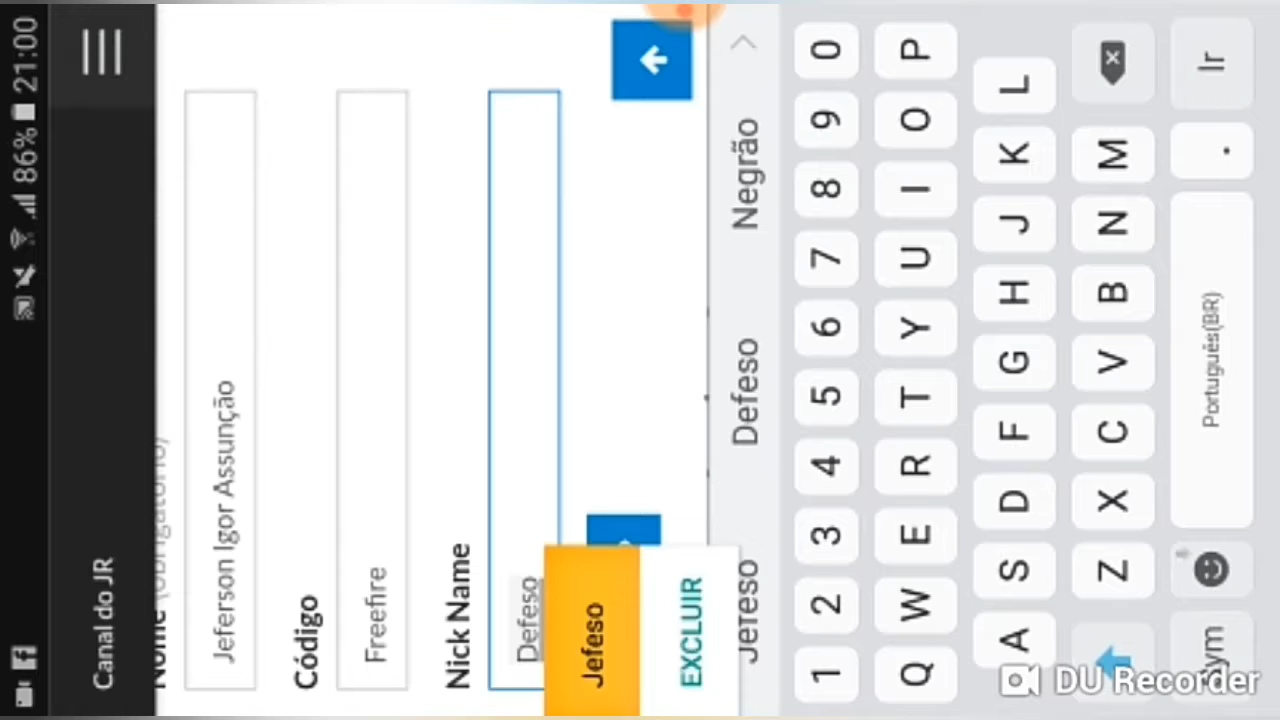 21:00
86%
Canal do JR
Nome (obrigatório)
Jeferson Igor Assunção
Código
Freefire
Nick Name
Defeso
Jefeso
EXCLUIR
Jefeso Defeso Negrão
1 2 3 4 5 6 7 8 9 0
Q W E R T Y U I O P
A S D F G H J K L
Z X C V B N M
Sym Português(BR) . Ir
DU Recorder